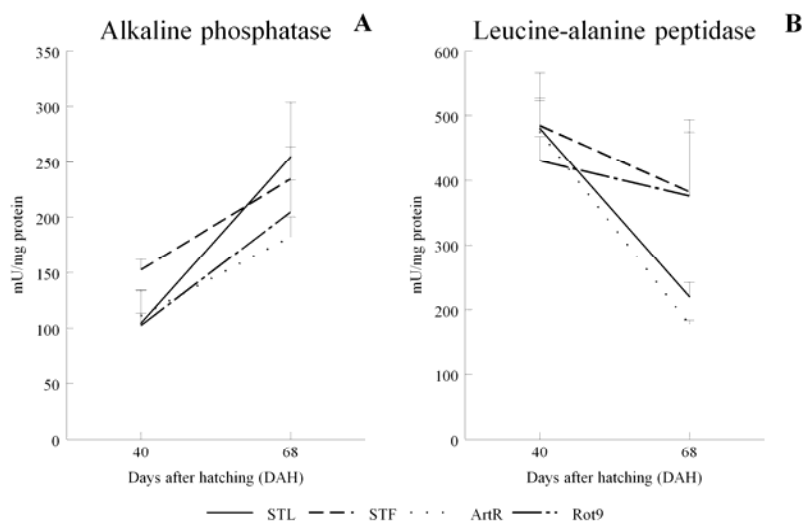 Alkaline phosphatase A
350
300
250
200
150
100
50
0
mU/mg protein
40 68
Days after hatching (DAH)
Leucine-alanine peptidase B
600
500
400
300
200
100
0
mU/mg protein
40 68
Days after hatching (DAH)
STL STF ArtR Rot9